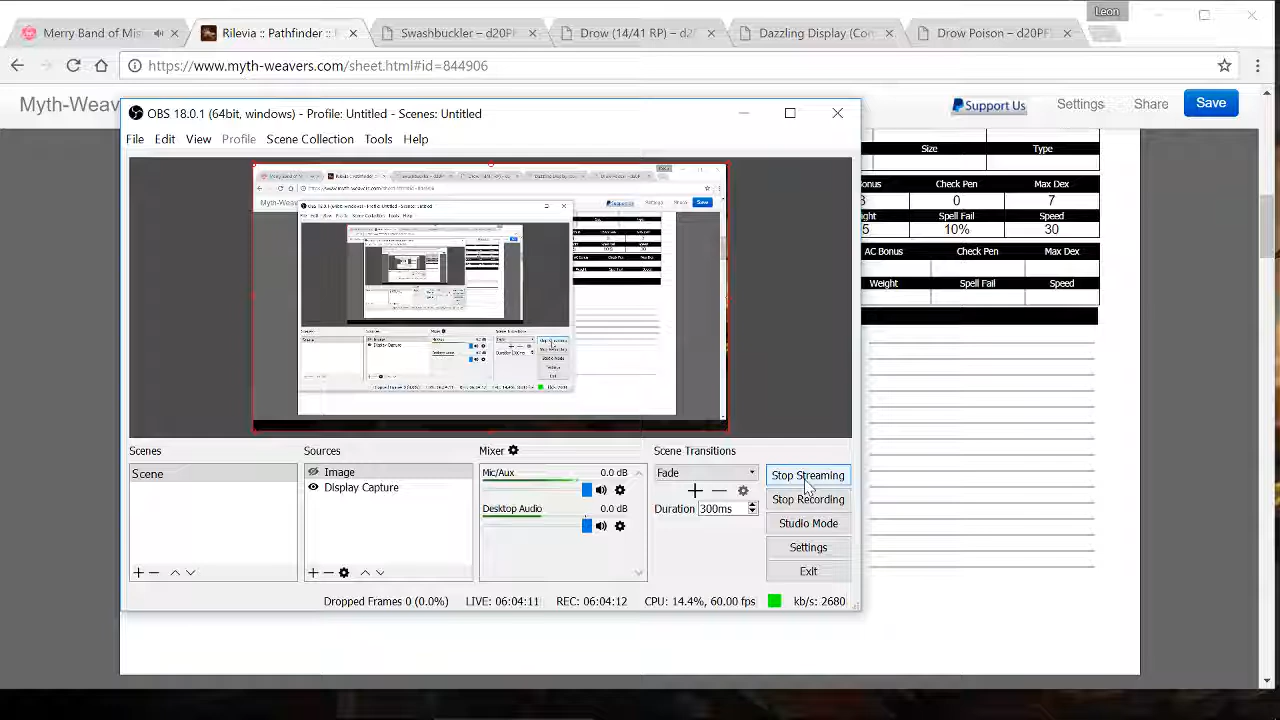 Leon
Merry Band of Mis
Rilevia :: Pathfinder ::
Swashbuckler – d20PF
Drow (14/41 RP) – d2
Dazzling Display (Co
Drow Poison – d20PF
https://www.myth-weavers.com/sheet.html#id=844906
Myth-Weav
Support Us
Settings
Share
Save
OBS 18.0.1 (64bit, windows) - Profile: Untitled - Scenes: Untitled
File Edit View Profile Scene Collection Tools Help
Size Type
onus Check Pen Max Dex
0 7
ght Spell Fail Speed
5 10% 30
AC Bonus Check Pen Max Dex
Weight Spell Fail Speed
Scenes
Scene
Sources
Image
Display Capture
Mixer
Mic/Aux 0.0 dB
Desktop Audio 0.0 dB
Scene Transitions
Fade
Duration 300ms
Stop Streaming
Stop Recording
Studio Mode
Settings
Exit
Dropped Frames 0 (0.0%) LIVE: 06:04:11 REC: 06:04:12 CPU: 14.4%, 60.00 fps kb/s: 2680